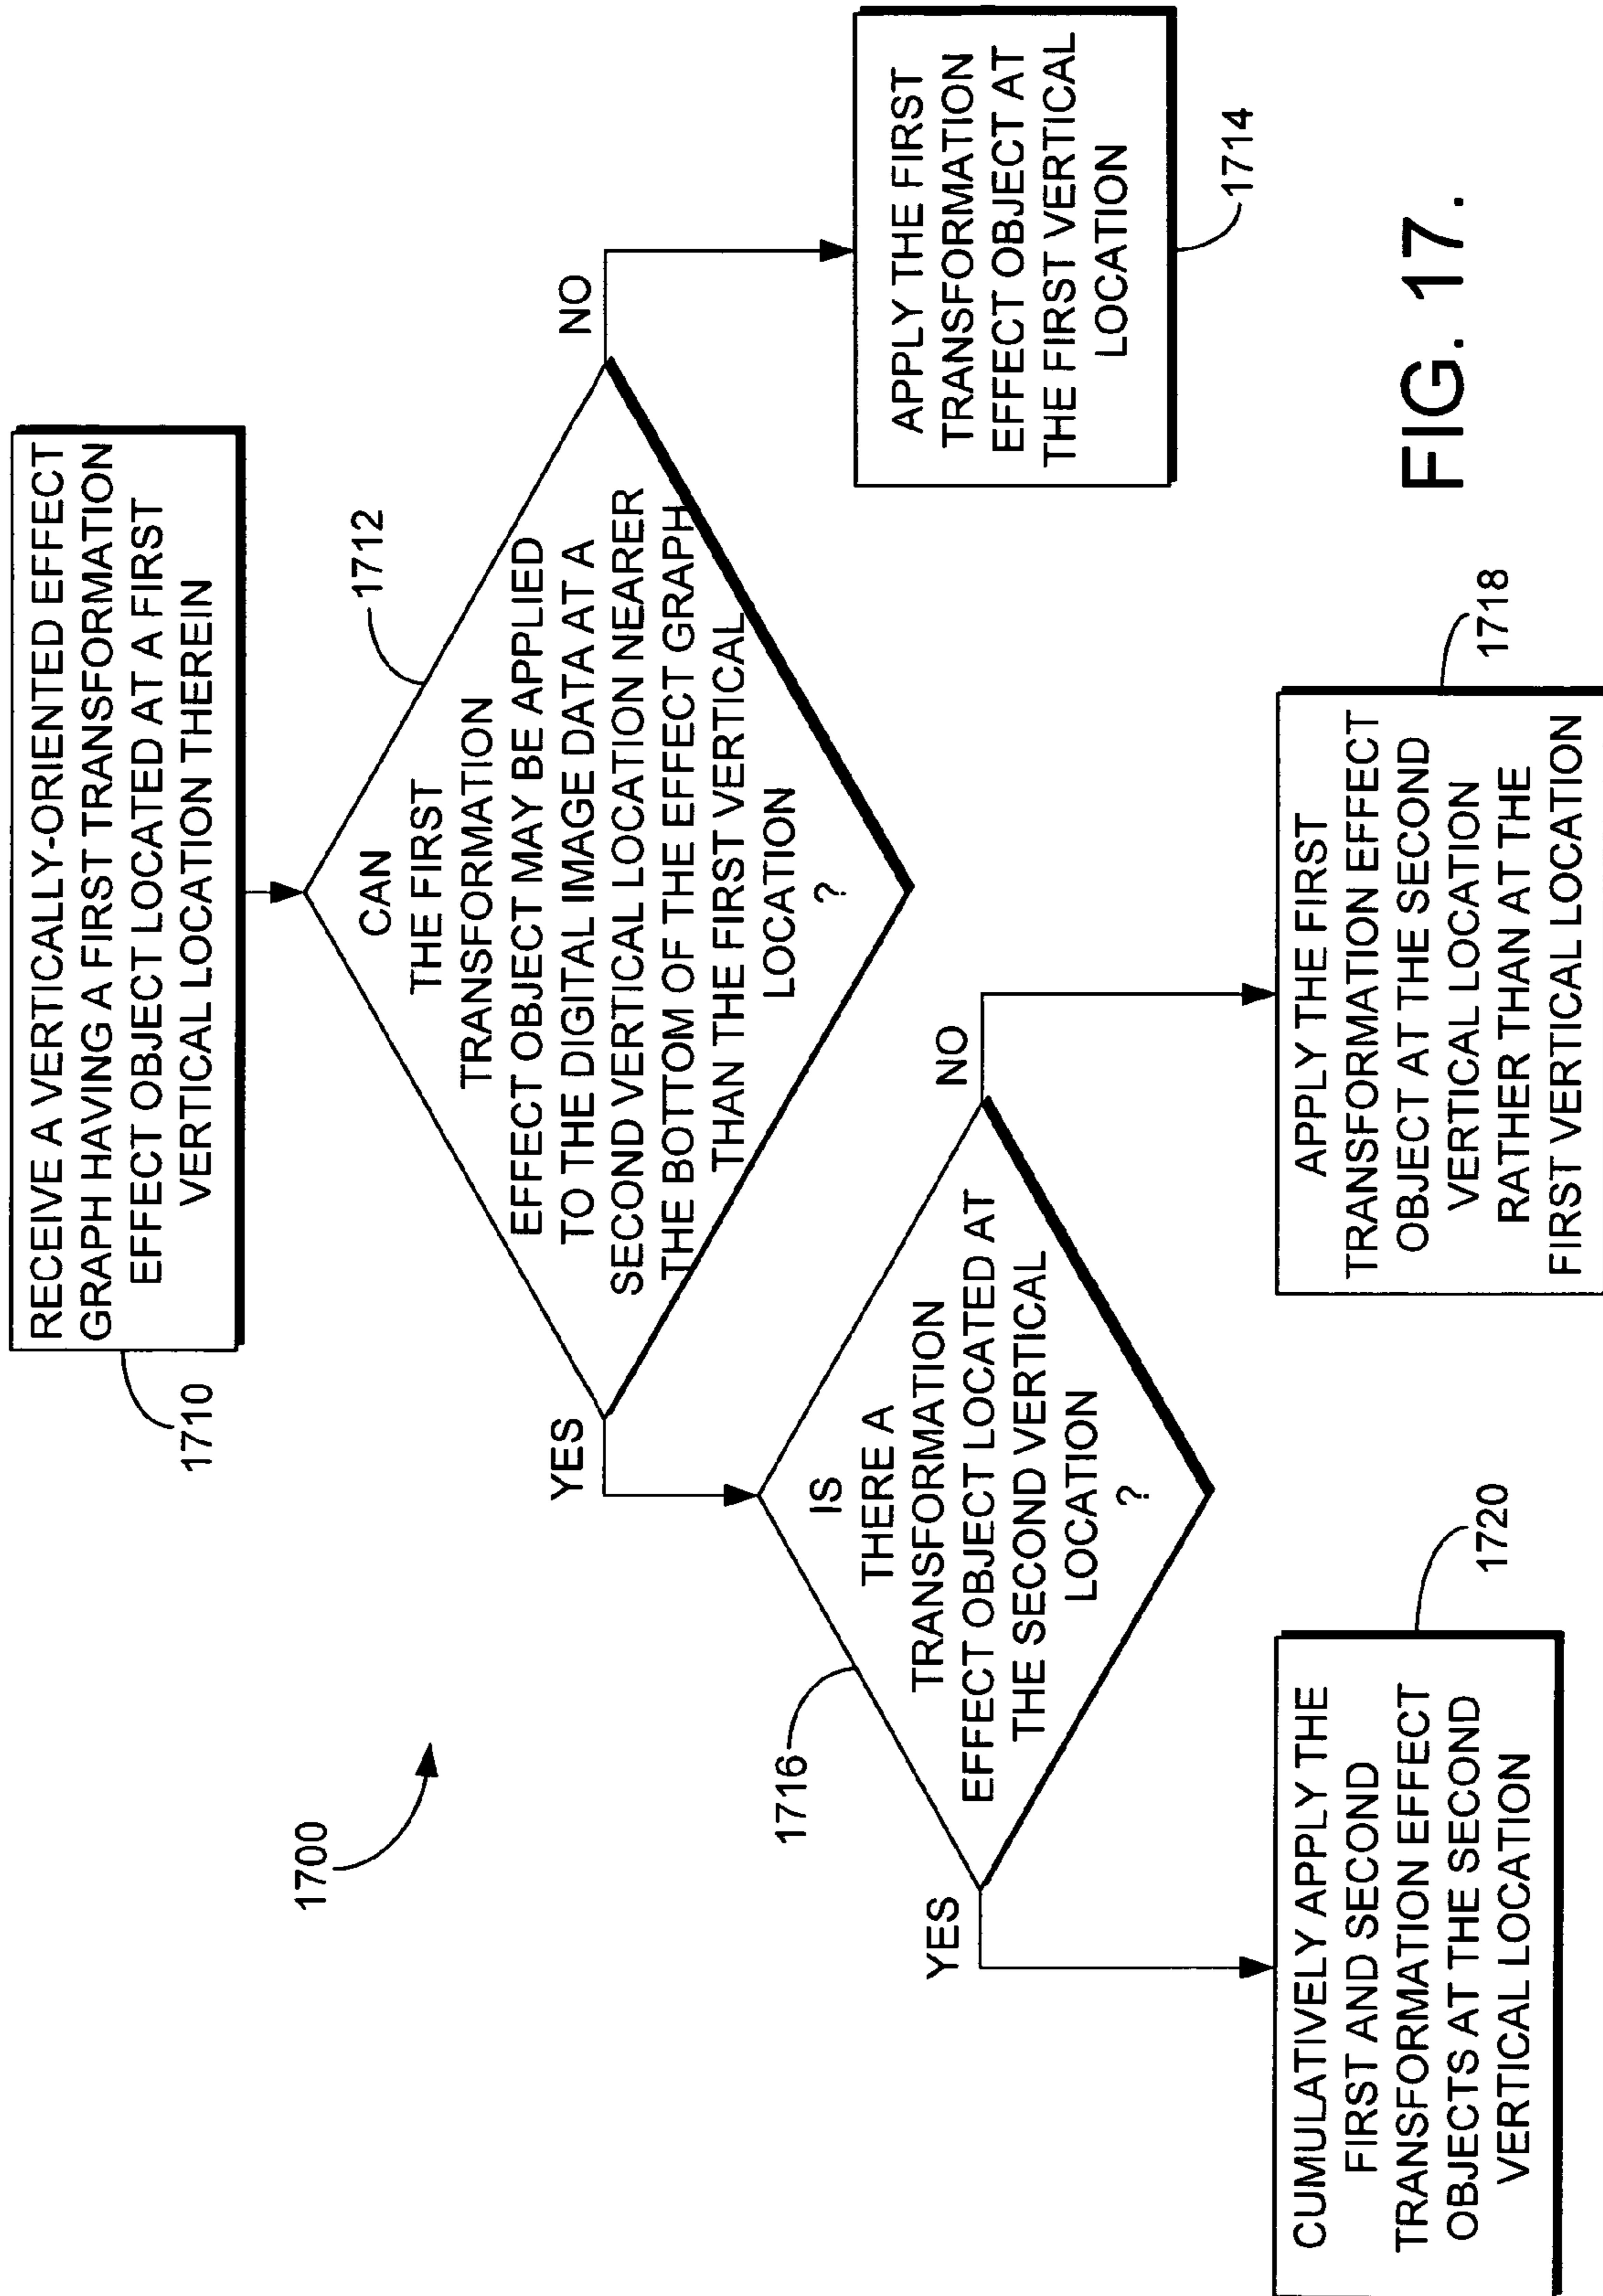 1700
RECEIVE A VERTICALLY-ORIENTED EFFECT
GRAPH HAVING A FIRST TRANSFORMATION
EFFECT OBJECT LOCATED AT A FIRST
VERTICAL LOCATION THEREIN
1710
CAN
THE FIRST
TRANSFORMATION
EFFECT OBJECT MAY BE APPLIED
TO THE DIGITAL IMAGE DATA AT A
SECOND VERTICAL LOCATION NEARER
THE BOTTOM OF THE EFFECT GRAPH
THAN THE FIRST VERTICAL
LOCATION
?
1712
YES
NO
APPLY THE FIRST
TRANSFORMATION
EFFECT OBJECT AT
THE FIRST VERTICAL
LOCATION
1714
IS
THERE A
TRANSFORMATION
EFFECT OBJECT LOCATED AT
THE SECOND VERTICAL
LOCATION
?
1716
YES
NO
CUMULATIVELY APPLY THE
FIRST AND SECOND
TRANSFORMATION EFFECT
OBJECTS AT THE SECOND
VERTICAL LOCATION
1720
APPLY THE FIRST
TRANSFORMATION EFFECT
OBJECT AT THE SECOND
VERTICAL LOCATION
RATHER THAN AT THE
FIRST VERTICAL LOCATION
1718
FIG. 17.